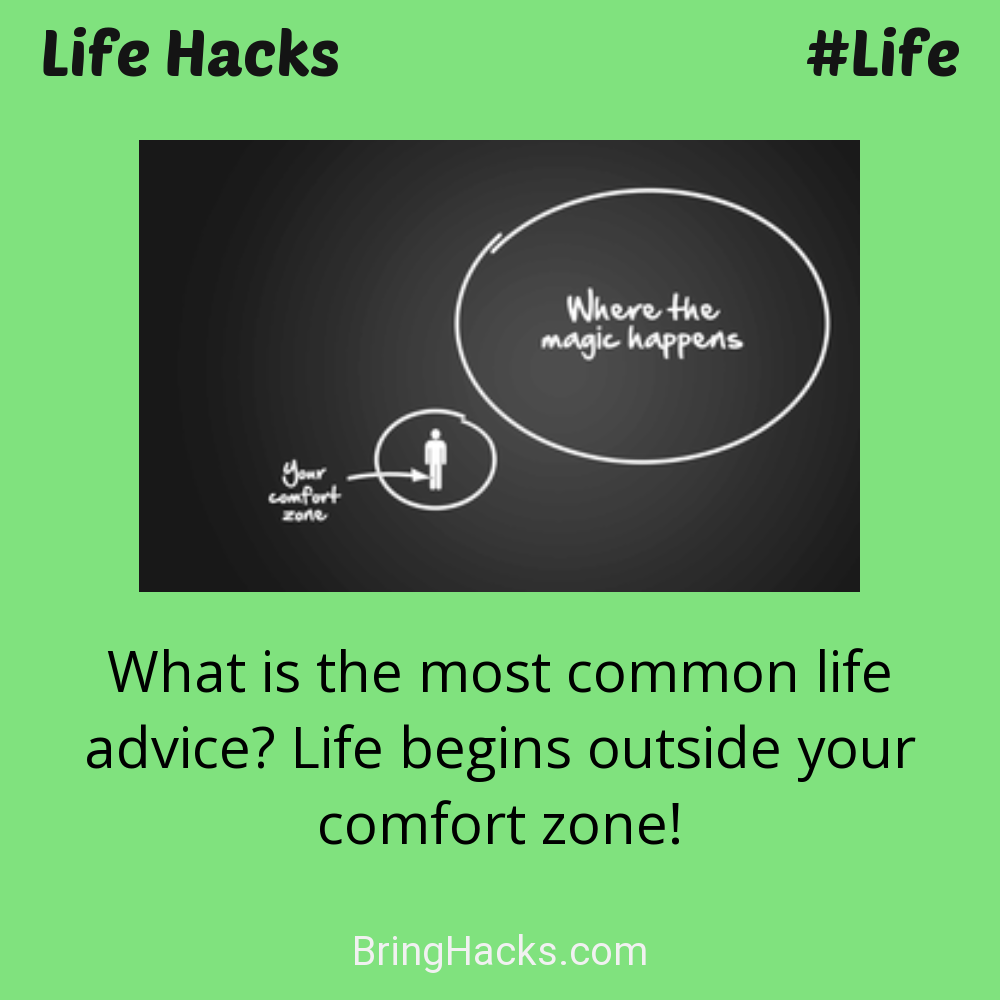 Life Hacks
#Life
Where the
magic happens
Your
comfort
zone
What is the most common life
advice? Life begins outside your
comfort zone!
BringHacks.com